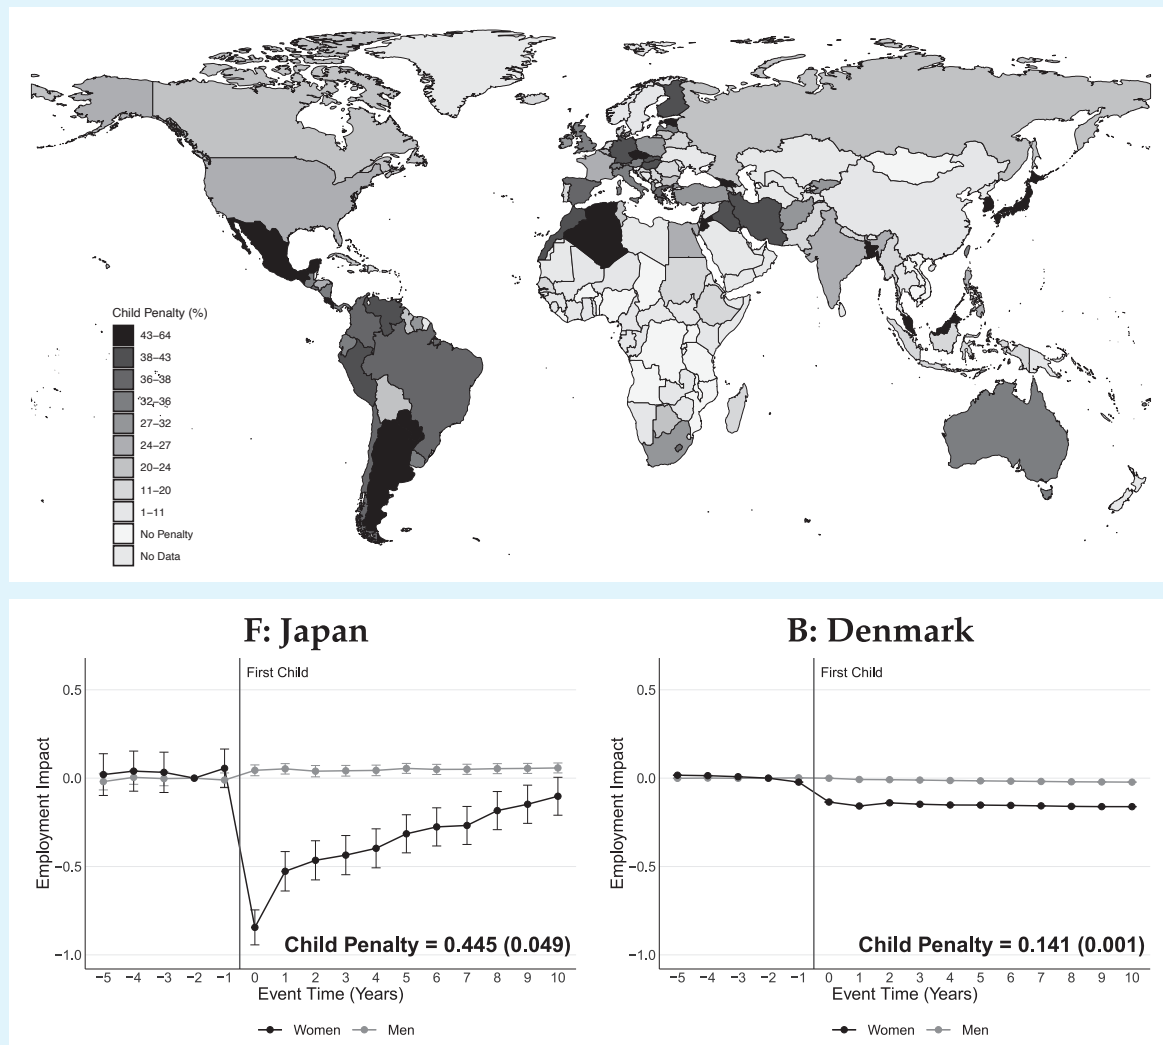 Child Penalty (%)
43–64
38–43
36–38
32–36
27–32
24–27
20–24
11–20
1–11
No Penalty
No Data
F: Japan
First Child
0.5
0.0
−0.5
−1.0
Employment Impact
Child Penalty = 0.445 (0.049)
−5 −4 −3 −2 −1 0 1 2 3 4 5 6 7 8 9 10
Event Time (Years)
Women Men
B: Denmark
First Child
0.5
0.0
−0.5
−1.0
Employment Impact
Child Penalty = 0.141 (0.001)
−5 −4 −3 −2 −1 0 1 2 3 4 5 6 7 8 9 10
Event Time (Years)
Women Men